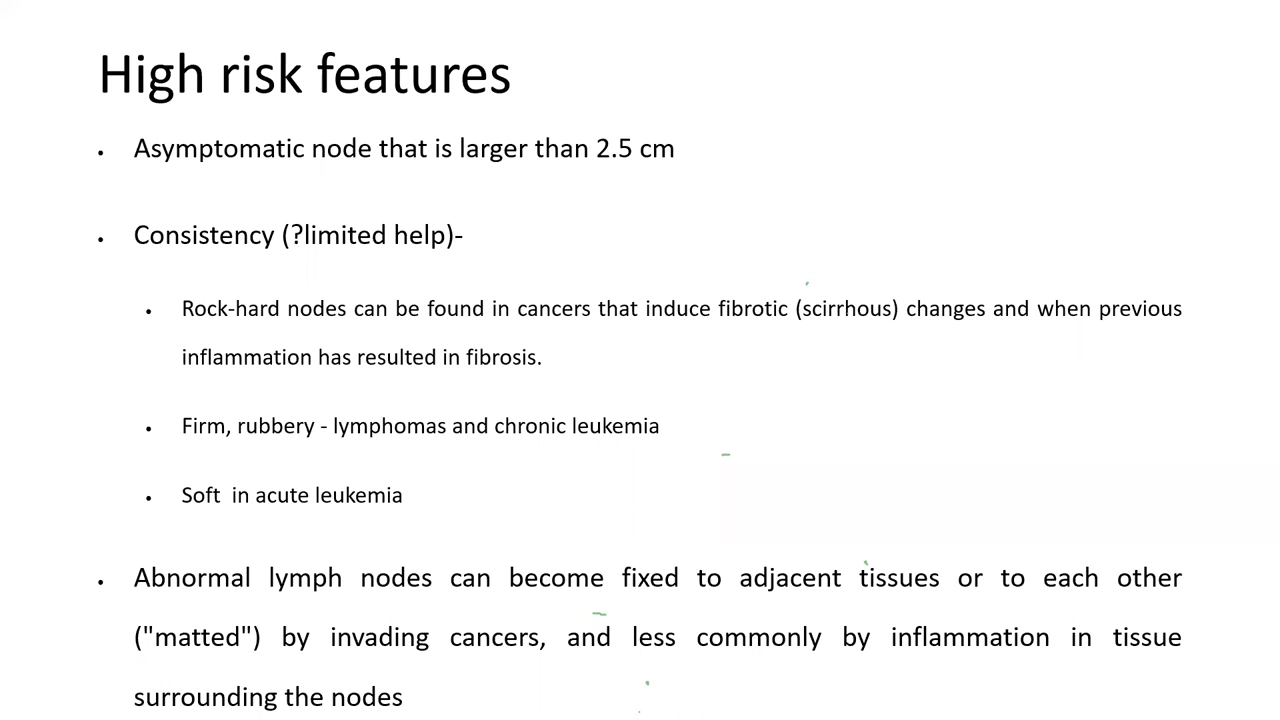 High risk features
• Asymptomatic node that is larger than 2.5 cm
• Consistency (?limited help)-
• Rock-hard nodes can be found in cancers that induce fibrotic (scirrhous) changes and when previous
inflammation has resulted in fibrosis.
• Firm, rubbery - lymphomas and chronic leukemia
• Soft  in acute leukemia
• Abnormal lymph nodes can become fixed to adjacent tissues or to each other
("matted") by invading cancers, and less commonly by inflammation in tissue
surrounding the nodes